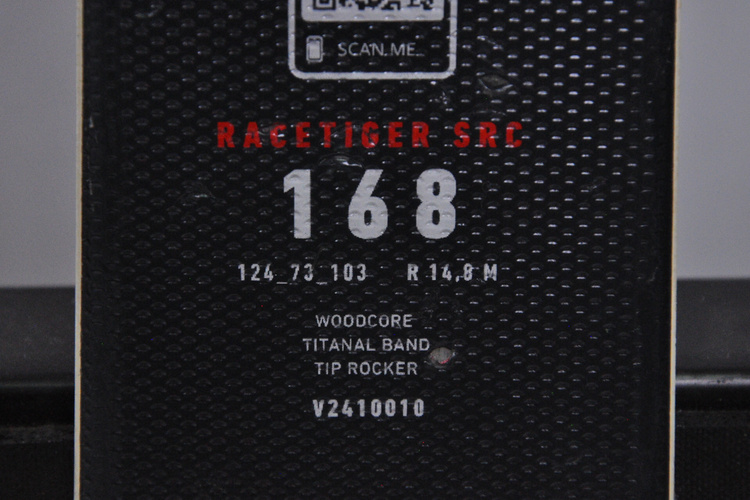 SCAN ME
RACETIGER SRC
168
124_73_103 R 14,8 M
WOODCORE
TITANAL BAND
TIP ROCKER
V2410010